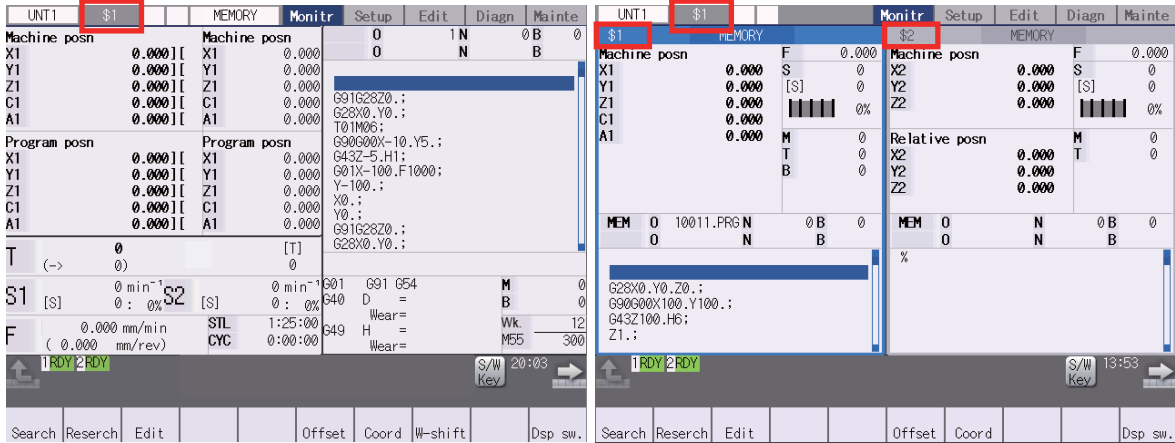 UNT1 $1 MEMORY Monitr Setup Edit Diagn Mainte
Machine posn Machine posn O 1 N 0 B 0
X1 0.000][ X1 0.000 O N B
Y1 0.000][ Y1 0.000
Z1 0.000][ Z1 0.000
C1 0.000][ C1 0.000
A1 0.000][ A1 0.000
Program posn Program posn
X1 0.000][ X1 0.000
Y1 0.000][ Y1 0.000
Z1 0.000][ Z1 0.000
C1 0.000][ C1 0.000
A1 0.000][ A1 0.000
G91G28Z0.;
G28X0.Y0.;
T01M06;
G90G00X-10.Y5.;
G43Z-5.H1;
G01X-100.F1000;
Y-100.;
X0.;
Y0.;
G91G28Z0.;
G28X0.Y0.;
T 0 [T]
(-> 0) 0
S1 [S] 0 min-1 0: 0% S2 [S] 0 min-1 0: 0%
F 0.000 mm/min STL 1:25:00
( 0.000 mm/rev) CYC 0:00:00
G01 G91 G54 M 0
G40 D = B 0
Wear= Wk. 12
G49 H = M55 300
Wear=
1RDY 2RDY S/W Key 20:03
Search Reserch Edit Offset Coord W-shift Dsp sw.
UNT1 $1 Monitr Setup Edit Diagn Mainte
$1 MEMORY
Machine posn F 0.000
X1 0.000 S 0
Y1 0.000 [S] 0
Z1 0.000 0%
C1 0.000
A1 0.000 M 0
T 0
B 0
MEM O 10011.PRG N 0 B 0
O N B
G28X0.Y0.Z0.;
G90G00X100.Y100.;
G43Z100.H6;
Z1.;
$2 MEMORY
Machine posn F 0.000
X2 0.000 S 0
Y2 0.000 [S] 0
Z2 0.000 0%
Relative posn M 0
X2 0.000 T 0
Y2 0.000
Z2 0.000
MEM O N 0 B 0
O N B
%
1RDY 2RDY S/W Key 13:53
Search Reserch Edit Offset Coord Dsp sw.